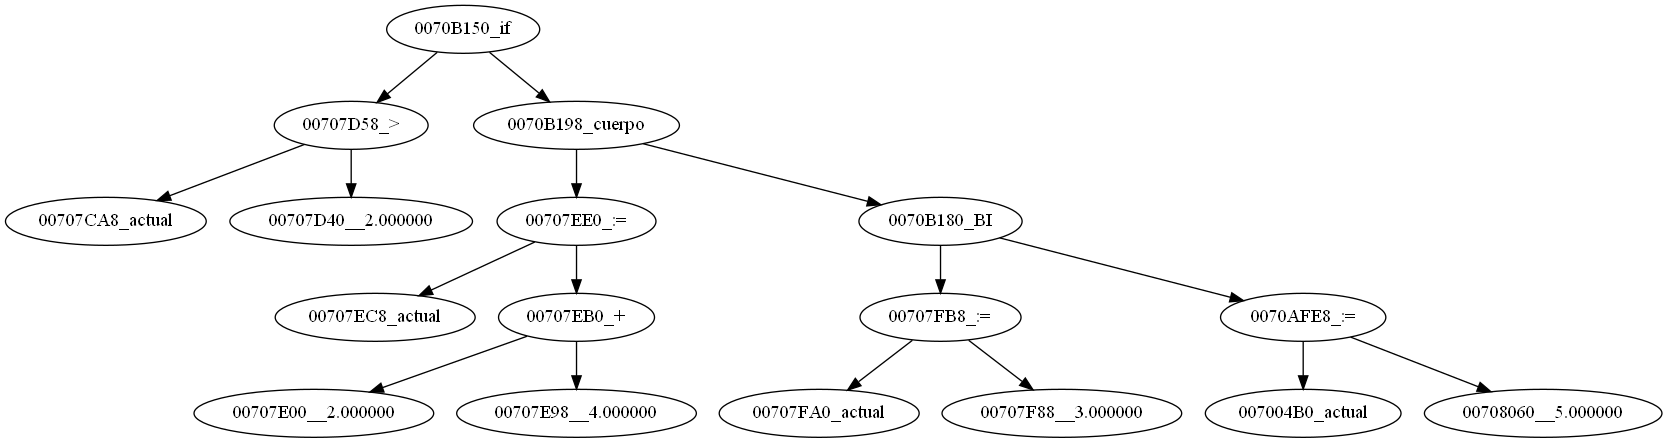 0070B150_if
00707D58_>
0070B198_cuerpo
00707CA8_actual
00707D40__2.000000
00707EE0_:=
0070B180_BI
00707EC8_actual
00707EB0_+
00707FB8_:=
0070AFE8_:=
00707E00__2.000000
00707E98__4.000000
00707FA0_actual
00707F88__3.000000
007004B0_actual
00708060__5.000000